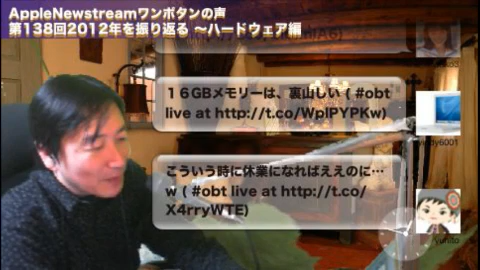 AppleNewstreamワンボタンの声
第138回2012年を振り返る ～ハードウェア編
１６GBメモリーは、裏山しい ( #obt
live at http://t.co/WpIPYPKw)
yindy6001
こういう時に休業になればええのに…
w ( #obt live at http://t.co/
X4rryWTE)
yunito